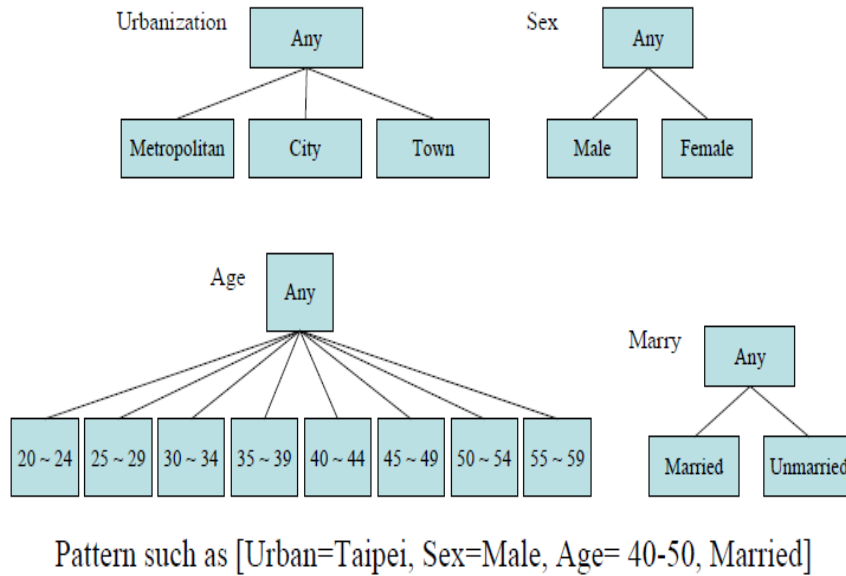 Urbanization
Any
Metropolitan
City
Town
Sex
Any
Male
Female
Age
Any
20 ~ 24
25 ~ 29
30 ~ 34
35 ~ 39
40 ~ 44
45 ~ 49
50 ~ 54
55 ~ 59
Marry
Any
Married
Unmarried
Pattern such as [Urban=Taipei, Sex=Male, Age= 40-50, Married]